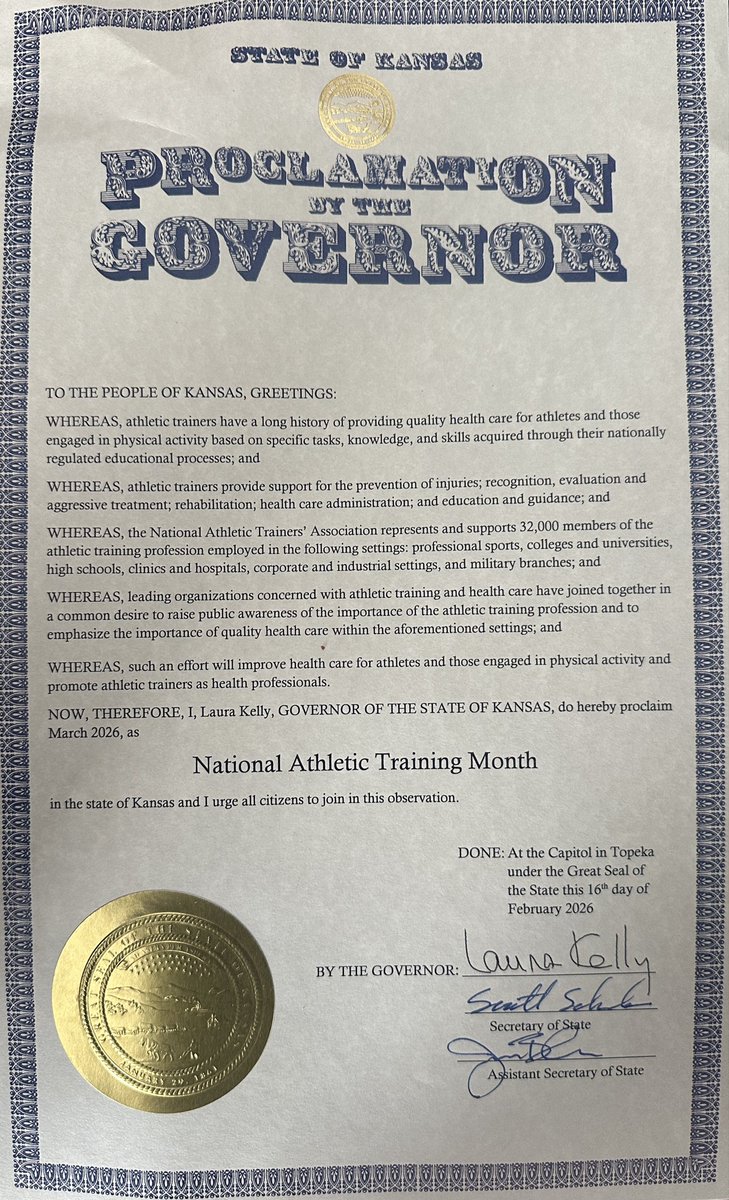 STATE OF KANSAS
PROCLAMATION
BY THE
GOVERNOR
TO THE PEOPLE OF KANSAS, GREETINGS:
WHEREAS, athletic trainers have a long history of providing quality health care for athletes and those
engaged in physical activity based on specific tasks, knowledge, and skills acquired through their nationally
regulated educational processes; and
WHEREAS, athletic trainers provide support for the prevention of injuries; recognition, evaluation and
aggressive treatment; rehabilitation; health care administration; and education and guidance; and
WHEREAS, the National Athletic Trainers' Association represents and supports 32,000 members of the
athletic training profession employed in the following settings: professional sports, colleges and universities,
high schools, clinics and hospitals, corporate and industrial settings, and military branches; and
WHEREAS, leading organizations concerned with athletic training and health care have joined together in
a common desire to raise public awareness of the importance of the athletic training profession and to
emphasize the importance of quality health care within the aforementioned settings; and
WHEREAS, such an effort will improve health care for athletes and those engaged in physical activity and
promote athletic trainers as health professionals.
NOW, THEREFORE, I, Laura Kelly, GOVERNOR OF THE STATE OF KANSAS, do hereby proclaim
March 2026, as
National Athletic Training Month
in the state of Kansas and I urge all citizens to join in this observation.
DONE: At the Capitol in Topeka
under the Great Seal of
the State this 16th day of
February 2026
BY THE GOVERNOR: Laura Kelly
Scott
Secretary of State
Assistant Secretary of State
GREAT SEAL OF THE STATE OF KANSAS
JANUARY 29, 1861